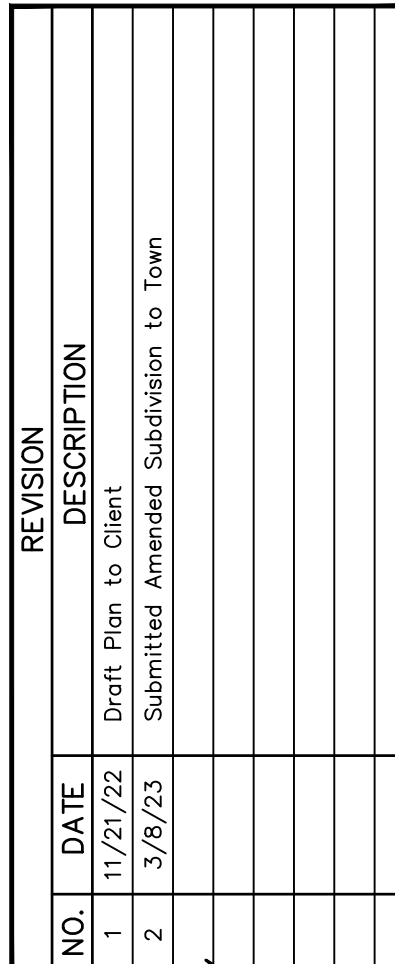 REVISION
NO. DATE DESCRIPTION
1 11/21/22 Draft Plan to Client
2 3/8/23 Submitted Amended Subdivision to Town